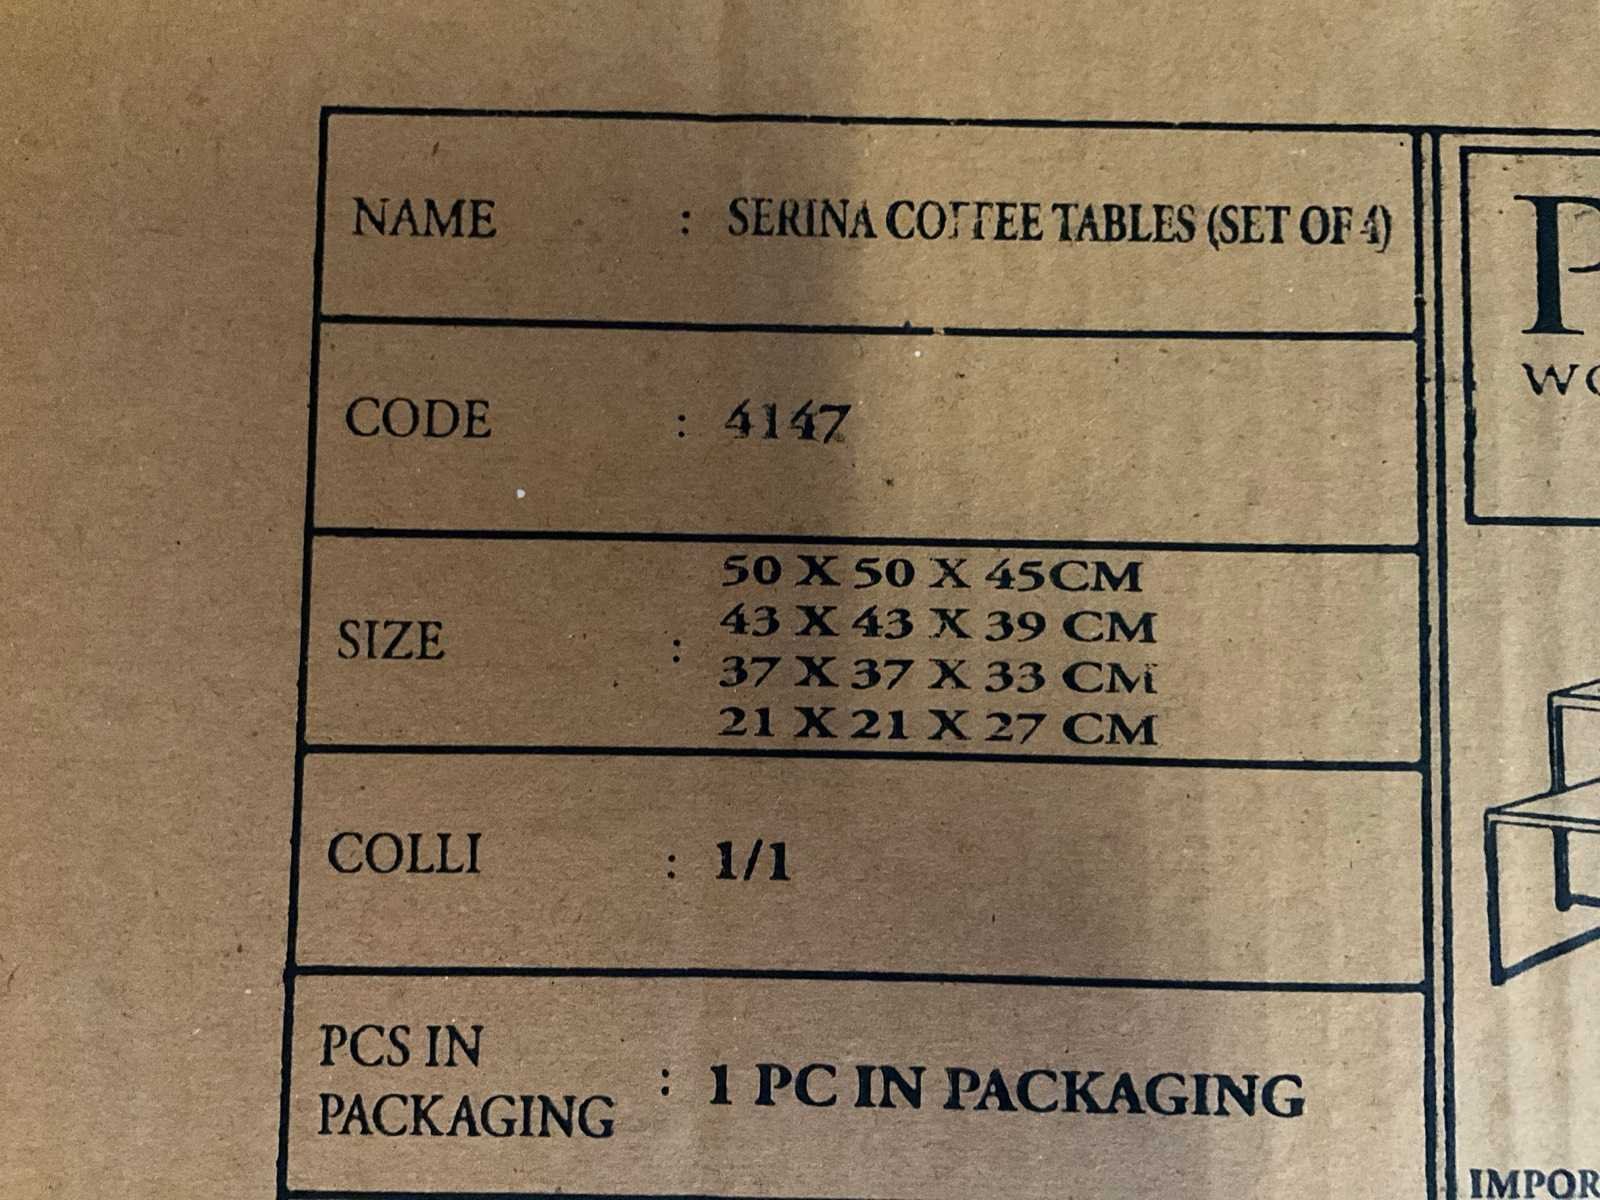 NAME : SERINA COFFEE TABLES (SET OF 4)
CODE : 4147
SIZE :
50 X 50 X 45CM
43 X 43 X 39 CM
37 X 37 X 33 CM
21 X 21 X 27 CM
COLLI : 1/1
PCS IN
PACKAGING : 1 PC IN PACKAGING